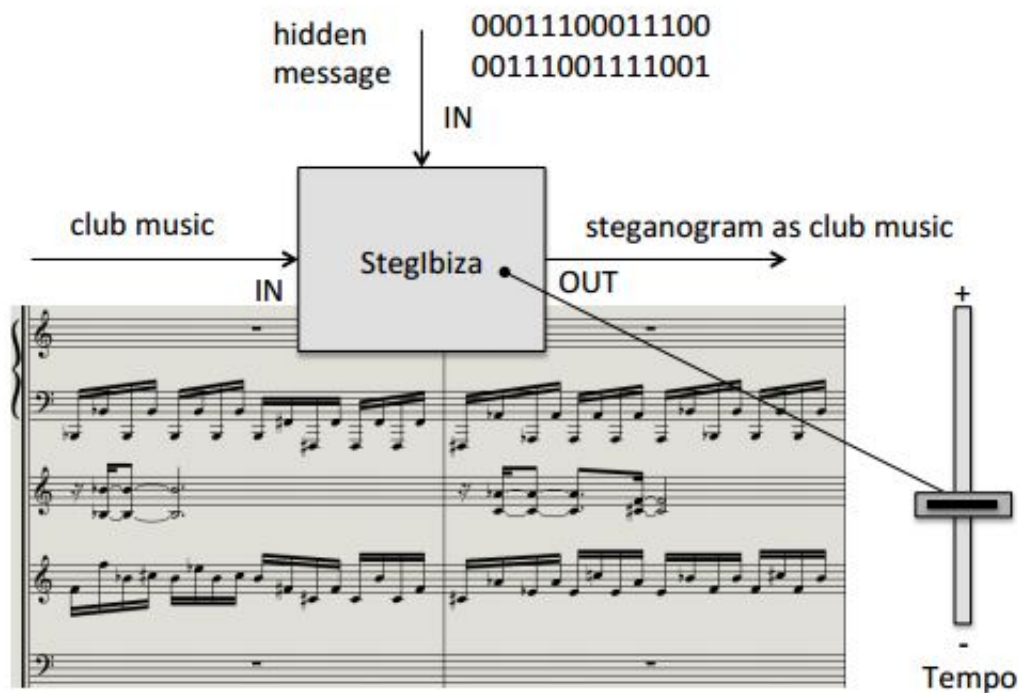 hidden
message
00011100011100
00111001111001
IN
club music
steganogram as club music
StegIbiza
IN
OUT
+
-
Tempo